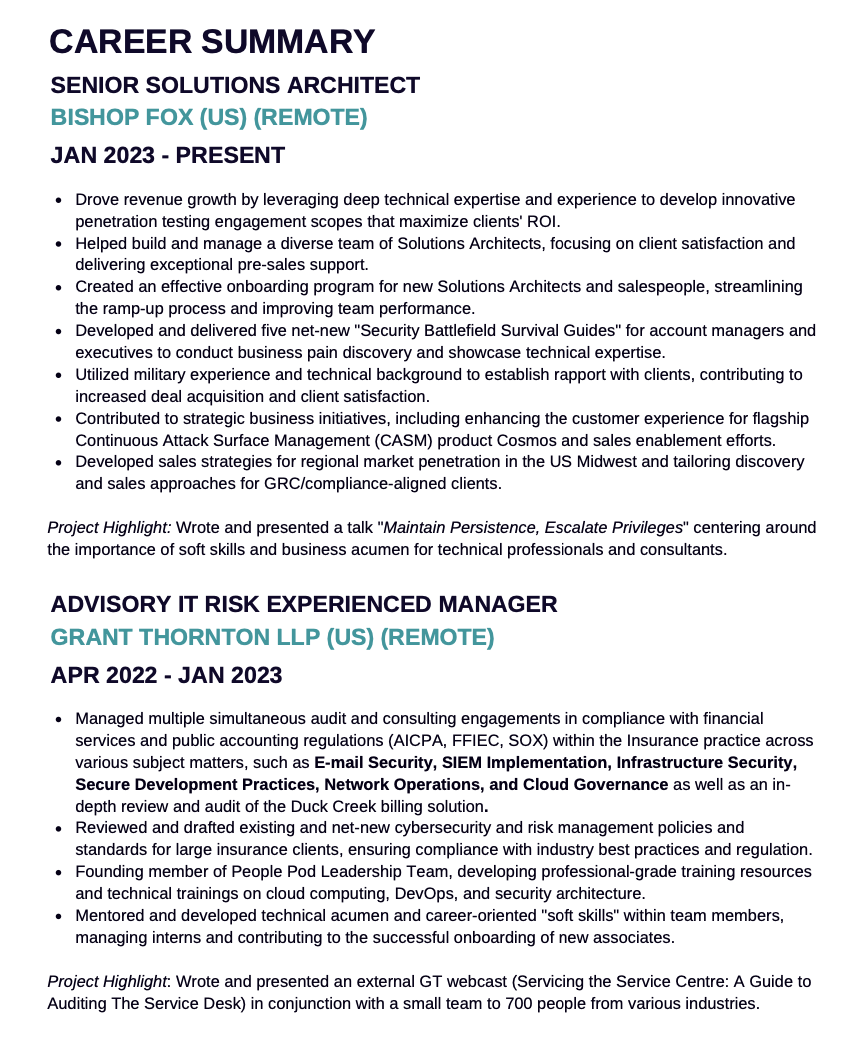 CAREER SUMMARY
SENIOR SOLUTIONS ARCHITECT
BISHOP FOX (US) (REMOTE)
JAN 2023 - PRESENT
• Drove revenue growth by leveraging deep technical expertise and experience to develop innovative
penetration testing engagement scopes that maximize clients' ROI.
• Helped build and manage a diverse team of Solutions Architects, focusing on client satisfaction and
delivering exceptional pre-sales support.
• Created an effective onboarding program for new Solutions Architects and salespeople, streamlining
the ramp-up process and improving team performance.
• Developed and delivered five net-new "Security Battlefield Survival Guides" for account managers and
executives to conduct business pain discovery and showcase technical expertise.
• Utilized military experience and technical background to establish rapport with clients, contributing to
increased deal acquisition and client satisfaction.
• Contributed to strategic business initiatives, including enhancing the customer experience for flagship
Continuous Attack Surface Management (CASM) product Cosmos and sales enablement efforts.
• Developed sales strategies for regional market penetration in the US Midwest and tailoring discovery
and sales approaches for GRC/compliance-aligned clients.
Project Highlight: Wrote and presented a talk "Maintain Persistence, Escalate Privileges" centering around
the importance of soft skills and business acumen for technical professionals and consultants.
ADVISORY IT RISK EXPERIENCED MANAGER
GRANT THORNTON LLP (US) (REMOTE)
APR 2022 - JAN 2023
• Managed multiple simultaneous audit and consulting engagements in compliance with financial
services and public accounting regulations (AICPA, FFIEC, SOX) within the Insurance practice across
various subject matters, such as E-mail Security, SIEM Implementation, Infrastructure Security,
Secure Development Practices, Network Operations, and Cloud Governance as well as an in-
depth review and audit of the Duck Creek billing solution.
• Reviewed and drafted existing and net-new cybersecurity and risk management policies and
standards for large insurance clients, ensuring compliance with industry best practices and regulation.
• Founding member of People Pod Leadership Team, developing professional-grade training resources
and technical trainings on cloud computing, DevOps, and security architecture.
• Mentored and developed technical acumen and career-oriented "soft skills" within team members,
managing interns and contributing to the successful onboarding of new associates.
Project Highlight: Wrote and presented an external GT webcast (Servicing the Service Centre: A Guide to
Auditing The Service Desk) in conjunction with a small team to 700 people from various industries.